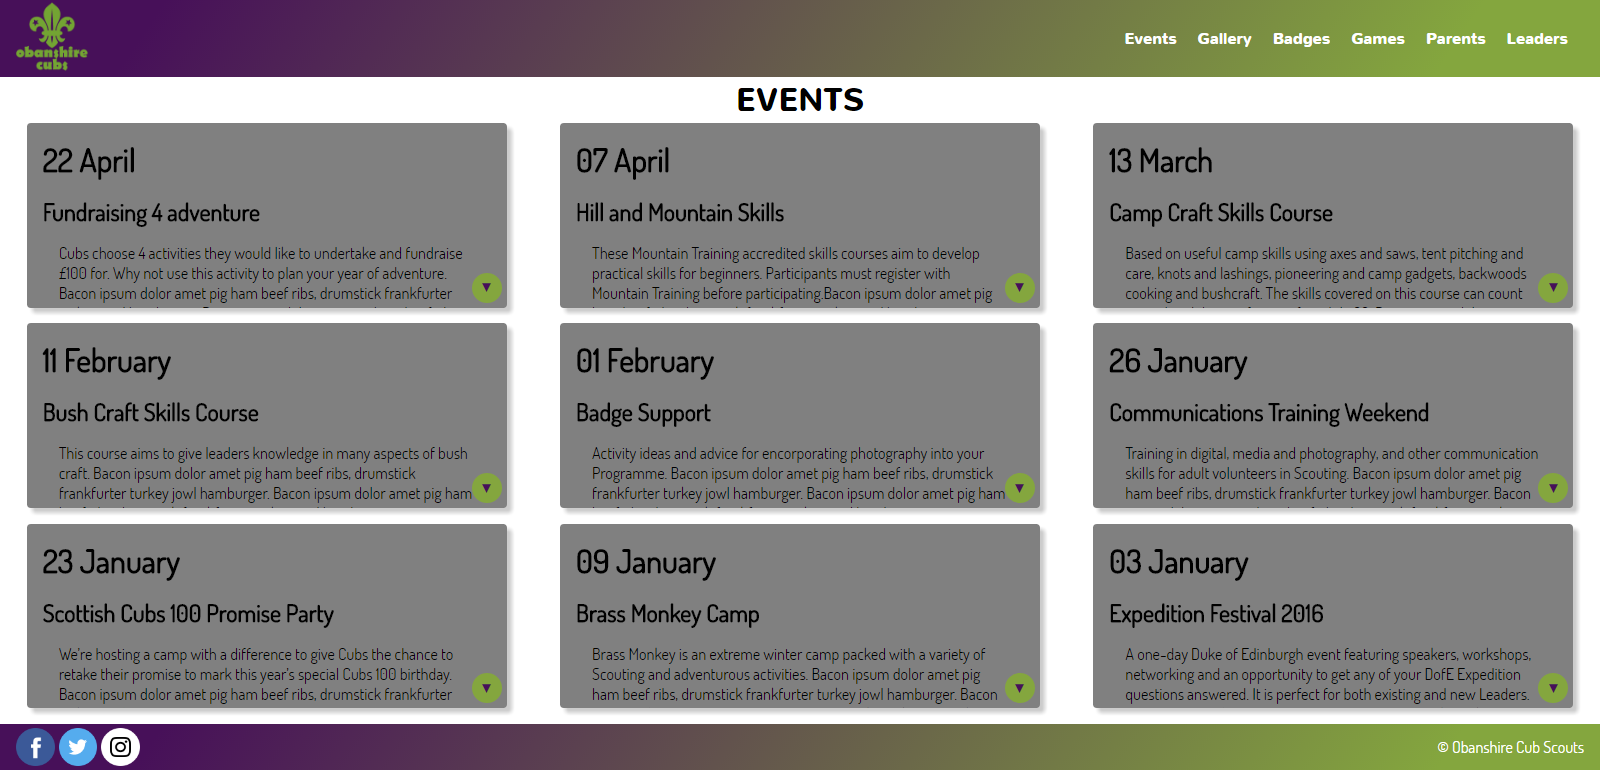 obanshire
cubs
Events Gallery Badges Games Parents Leaders
EVENTS
22 April
Fundraising 4 adventure
Cubs choose 4 activities they would like to undertake and fundraise
£100 for. Why not use this activity to plan your year of adventure.
Bacon ipsum dolor amet pig ham beef ribs, drumstick frankfurter
07 April
Hill and Mountain Skills
These Mountain Training accredited skills courses aim to develop
practical skills for beginners. Participants must register with
Mountain Training before participating.Bacon ipsum dolor amet pig
13 March
Camp Craft Skills Course
Based on useful camp skills using axes and saws, tent pitching and
care, knots and lashings, pioneering and camp gadgets, backwoods
cooking and bushcraft. The skills covered on this course can count
11 February
Bush Craft Skills Course
This course aims to give leaders knowledge in many aspects of bush
craft. Bacon ipsum dolor amet pig ham beef ribs, drumstick
frankfurter turkey jowl hamburger. Bacon ipsum dolor amet pig ham
01 February
Badge Support
Activity ideas and advice for encorporating photography into your
Programme. Bacon ipsum dolor amet pig ham beef ribs, drumstick
frankfurter turkey jowl hamburger. Bacon ipsum dolor amet pig ham
26 January
Communications Training Weekend
Training in digital, media and photography, and other communication
skills for adult volunteers in Scouting. Bacon ipsum dolor amet pig
ham beef ribs, drumstick frankfurter turkey jowl hamburger. Bacon
23 January
Scottish Cubs 100 Promise Party
We're hosting a camp with a difference to give Cubs the chance to
retake their promise to mark this year's special Cubs 100 birthday.
Bacon ipsum dolor amet pig ham beef ribs, drumstick frankfurter
09 January
Brass Monkey Camp
Brass Monkey is an extreme winter camp packed with a variety of
Scouting and adventurous activities. Bacon ipsum dolor amet pig
ham beef ribs, drumstick frankfurter turkey jowl hamburger. Bacon
03 January
Expedition Festival 2016
A one-day Duke of Edinburgh event featuring speakers, workshops,
networking and an opportunity to get any of your DofE Expedition
questions answered. It is perfect for both existing and new Leaders.
© Obanshire Cub Scouts